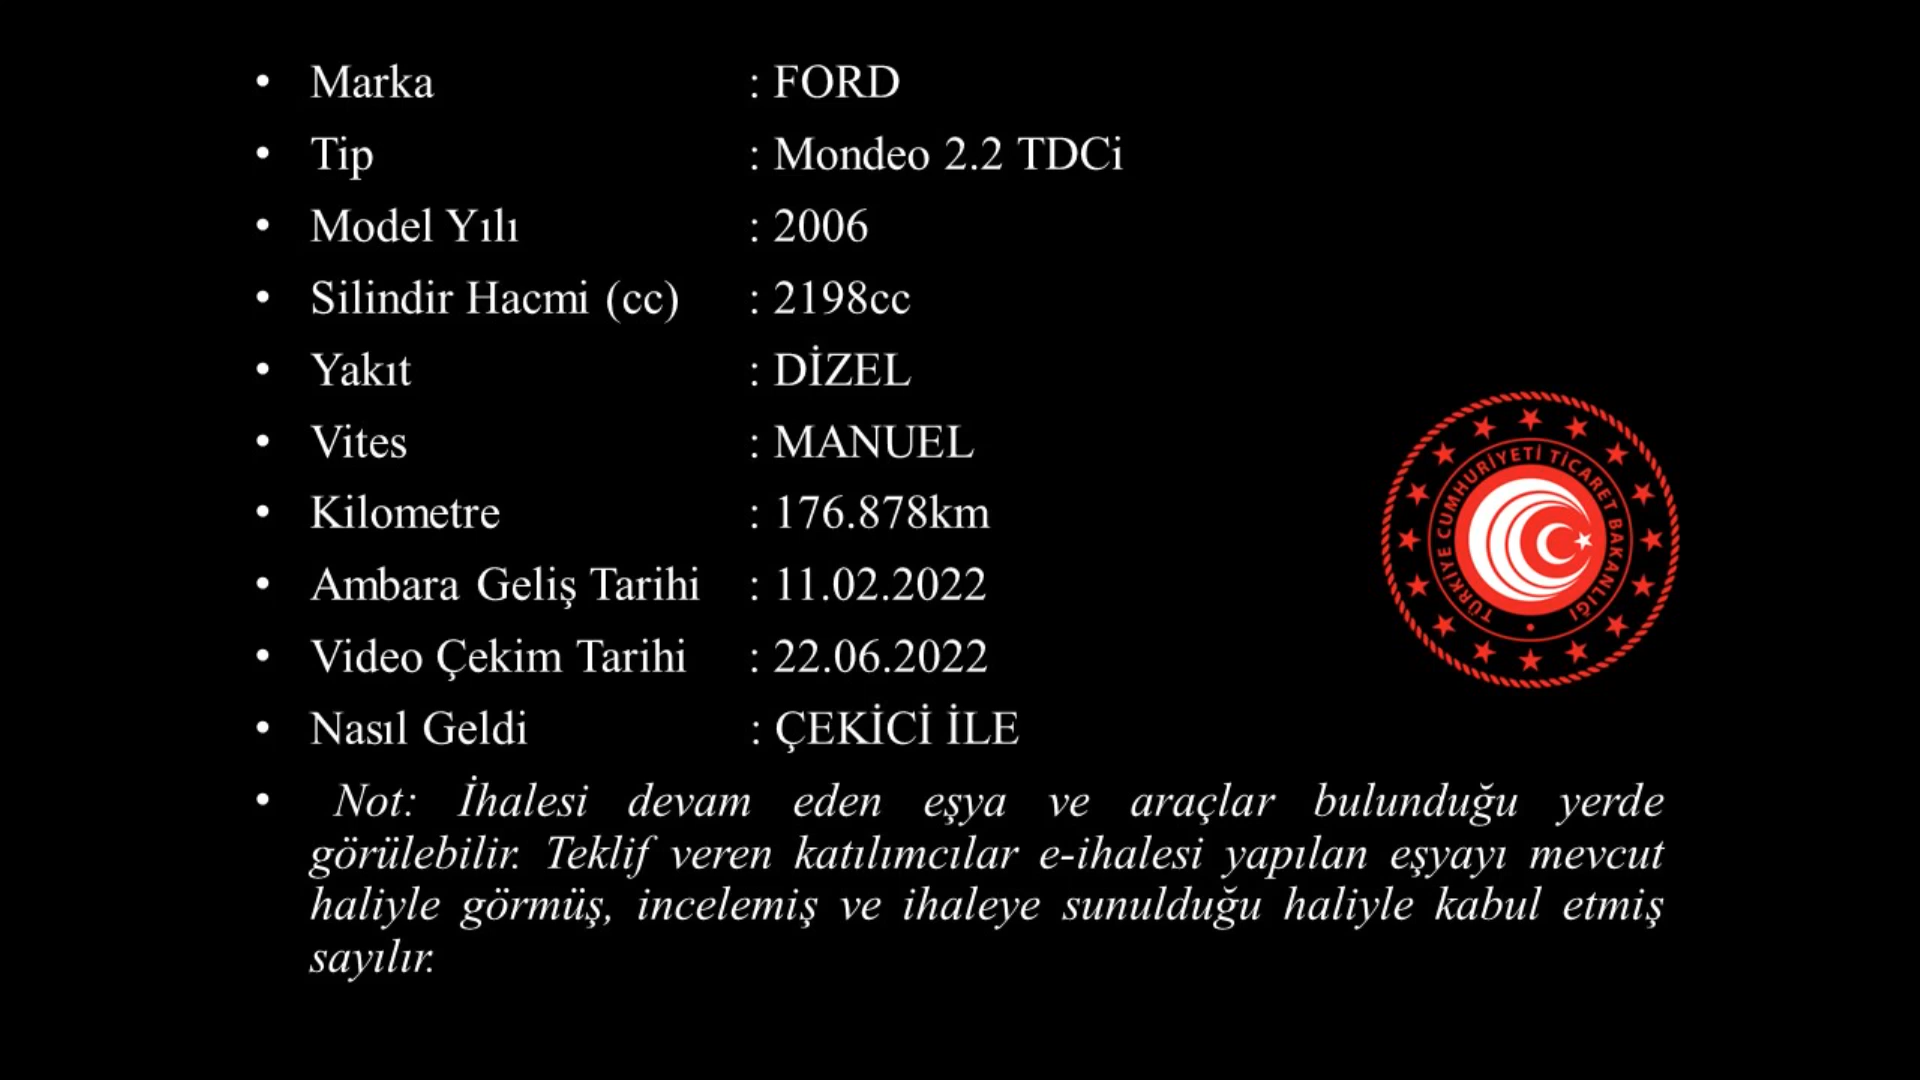 • Marka : FORD
• Tip : Mondeo 2.2 TDCi
• Model Yılı : 2006
• Silindir Hacmi (cc) : 2198cc
• Yakıt : DİZEL
• Vites : MANUEL
• Kilometre : 176.878km
• Ambara Geliş Tarihi : 11.02.2022
• Video Çekim Tarihi : 22.06.2022
• Nasıl Geldi : ÇEKİCİ İLE
• Not: İhalesi devam eden eşya ve araçlar bulunduğu yerde
görülebilir. Teklif veren katılımcılar e-ihalesi yapılan eşyayı mevcut
haliyle görmüş, incelemiş ve ihaleye sunulduğu haliyle kabul etmiş
sayılır.
TÜRKİYE CUMHURİYETİ TİCARET BAKANLIĞI